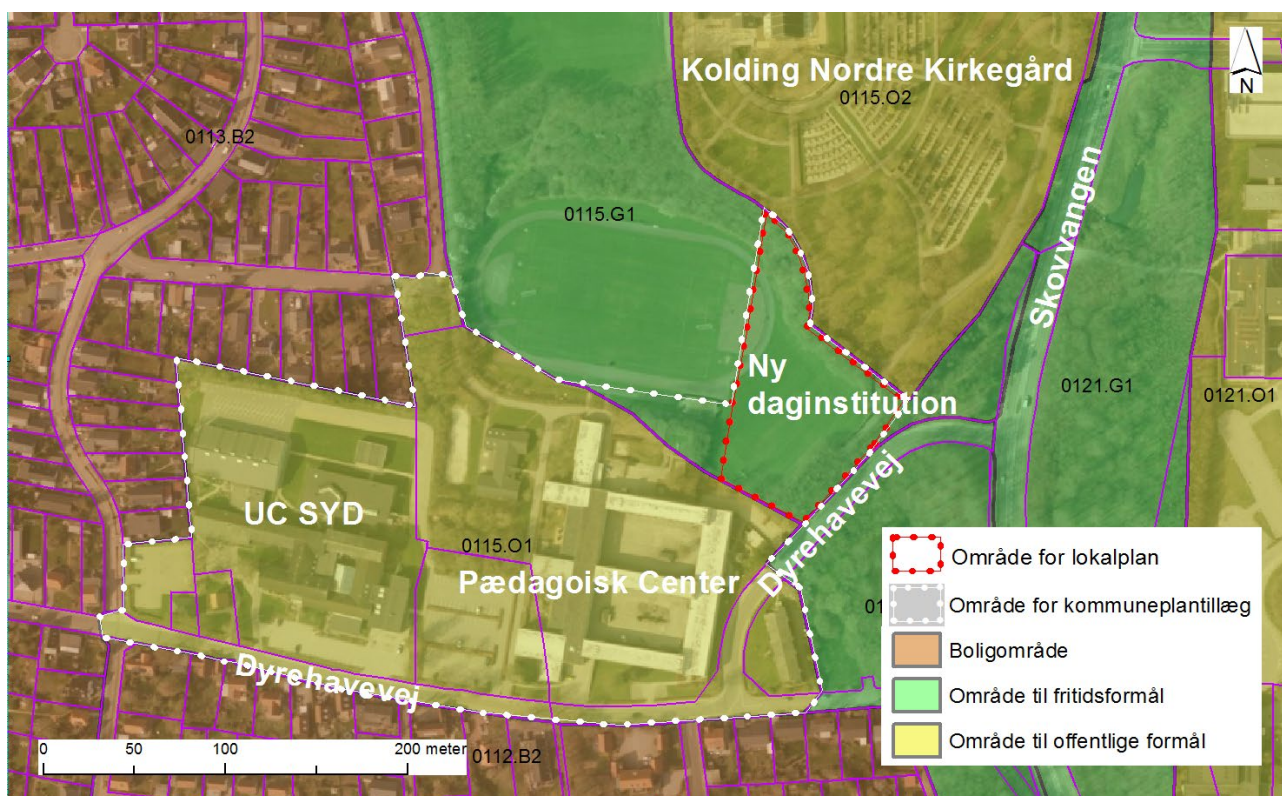 Kolding Nordre Kirkegård
0115.O2
N
0113.B2
0115.G1
Skovvangen
Ny
daginstitution
0121.G1
0121.O1
UC SYD
0115.O1
Pædagoisk Center
Dyrehavevej
Dyrehavevej
0112.B2
0 50 100 200 meter
Område for lokalplan
Område for kommuneplantillæg
Boligområde
Område til fritidsformål
Område til offentlige formål